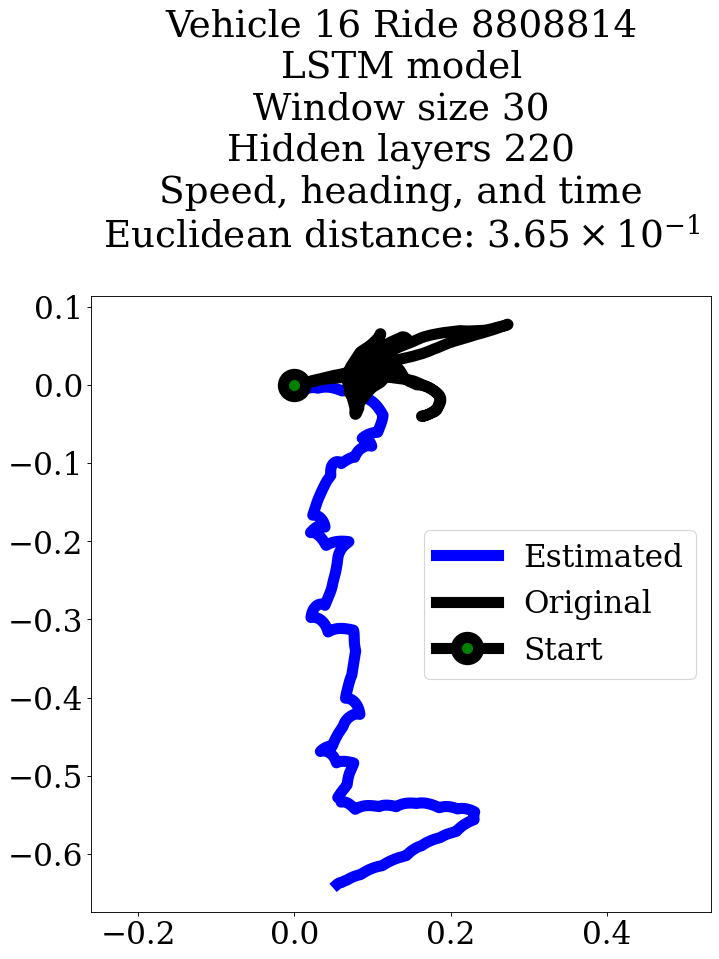 Vehicle 16 Ride 8808814
LSTM model
Window size 30
Hidden layers 220
Speed, heading, and time
Euclidean distance: 3.65 × 10⁻¹
0.1
0.0
−0.1
−0.2
−0.3
−0.4
−0.5
−0.6
Estimated
Original
Start
−0.2 0.0 0.2 0.4